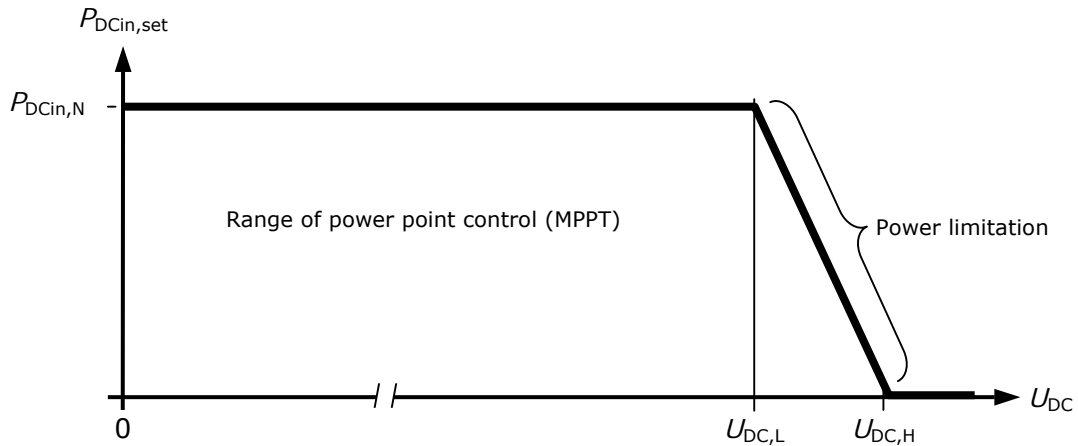 PDCin,set
PDCin,N
Range of power point control (MPPT)
Power limitation
UDC
0
UDC,L
UDC,H